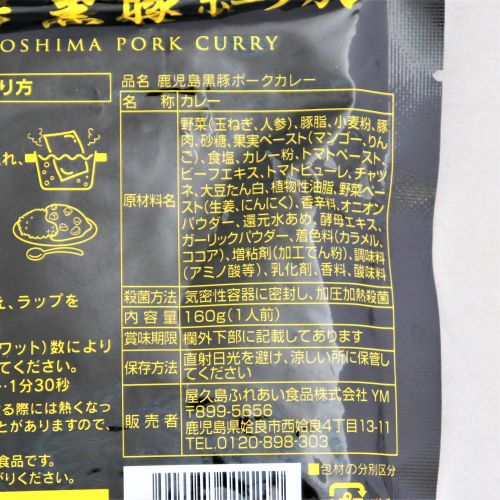 黒豚
OSHIMA PORK CURRY
り方
品名 鹿児島黒豚ポークカレー
名 称 カレー
原材料名
野菜(玉ねぎ、人参)、豚脂、小麦粉、豚
肉、砂糖、果実ペースト(マンゴー、りん
ご)、食塩、カレー粉、トマトペースト、
ビーフエキス、トマトピューレ、チャツ
ネ、大豆たん白、植物性油脂、野菜ペー
スト(生姜、にんにく)、香辛料、オニオン
パウダー、還元水あめ、酵母エキス、
ガーリックパウダー、着色料(カラメル、
ココア)、増粘剤(加工でん粉)、調味料
(アミノ酸等)、乳化剤、香料、酸味料
殺菌方法 気密性容器に密封し、加圧加熱殺菌
内 容 量 160g(1人前)
賞味期限 欄外下部に記載してあります
保存方法 直射日光を避け、涼しい所に保管し
てください
販 売 者
屋久島ふれあい食品株式会社 YM
〒899-5656
鹿児島県姶良市西姶良4丁目13-11
TEL.0120-898-303
れ、
え、ラップを
ワット)数により
てください。
…1分30秒
る際には熱くなっ
とがありますので、
食品です。
がりください。
■包材の分別区分